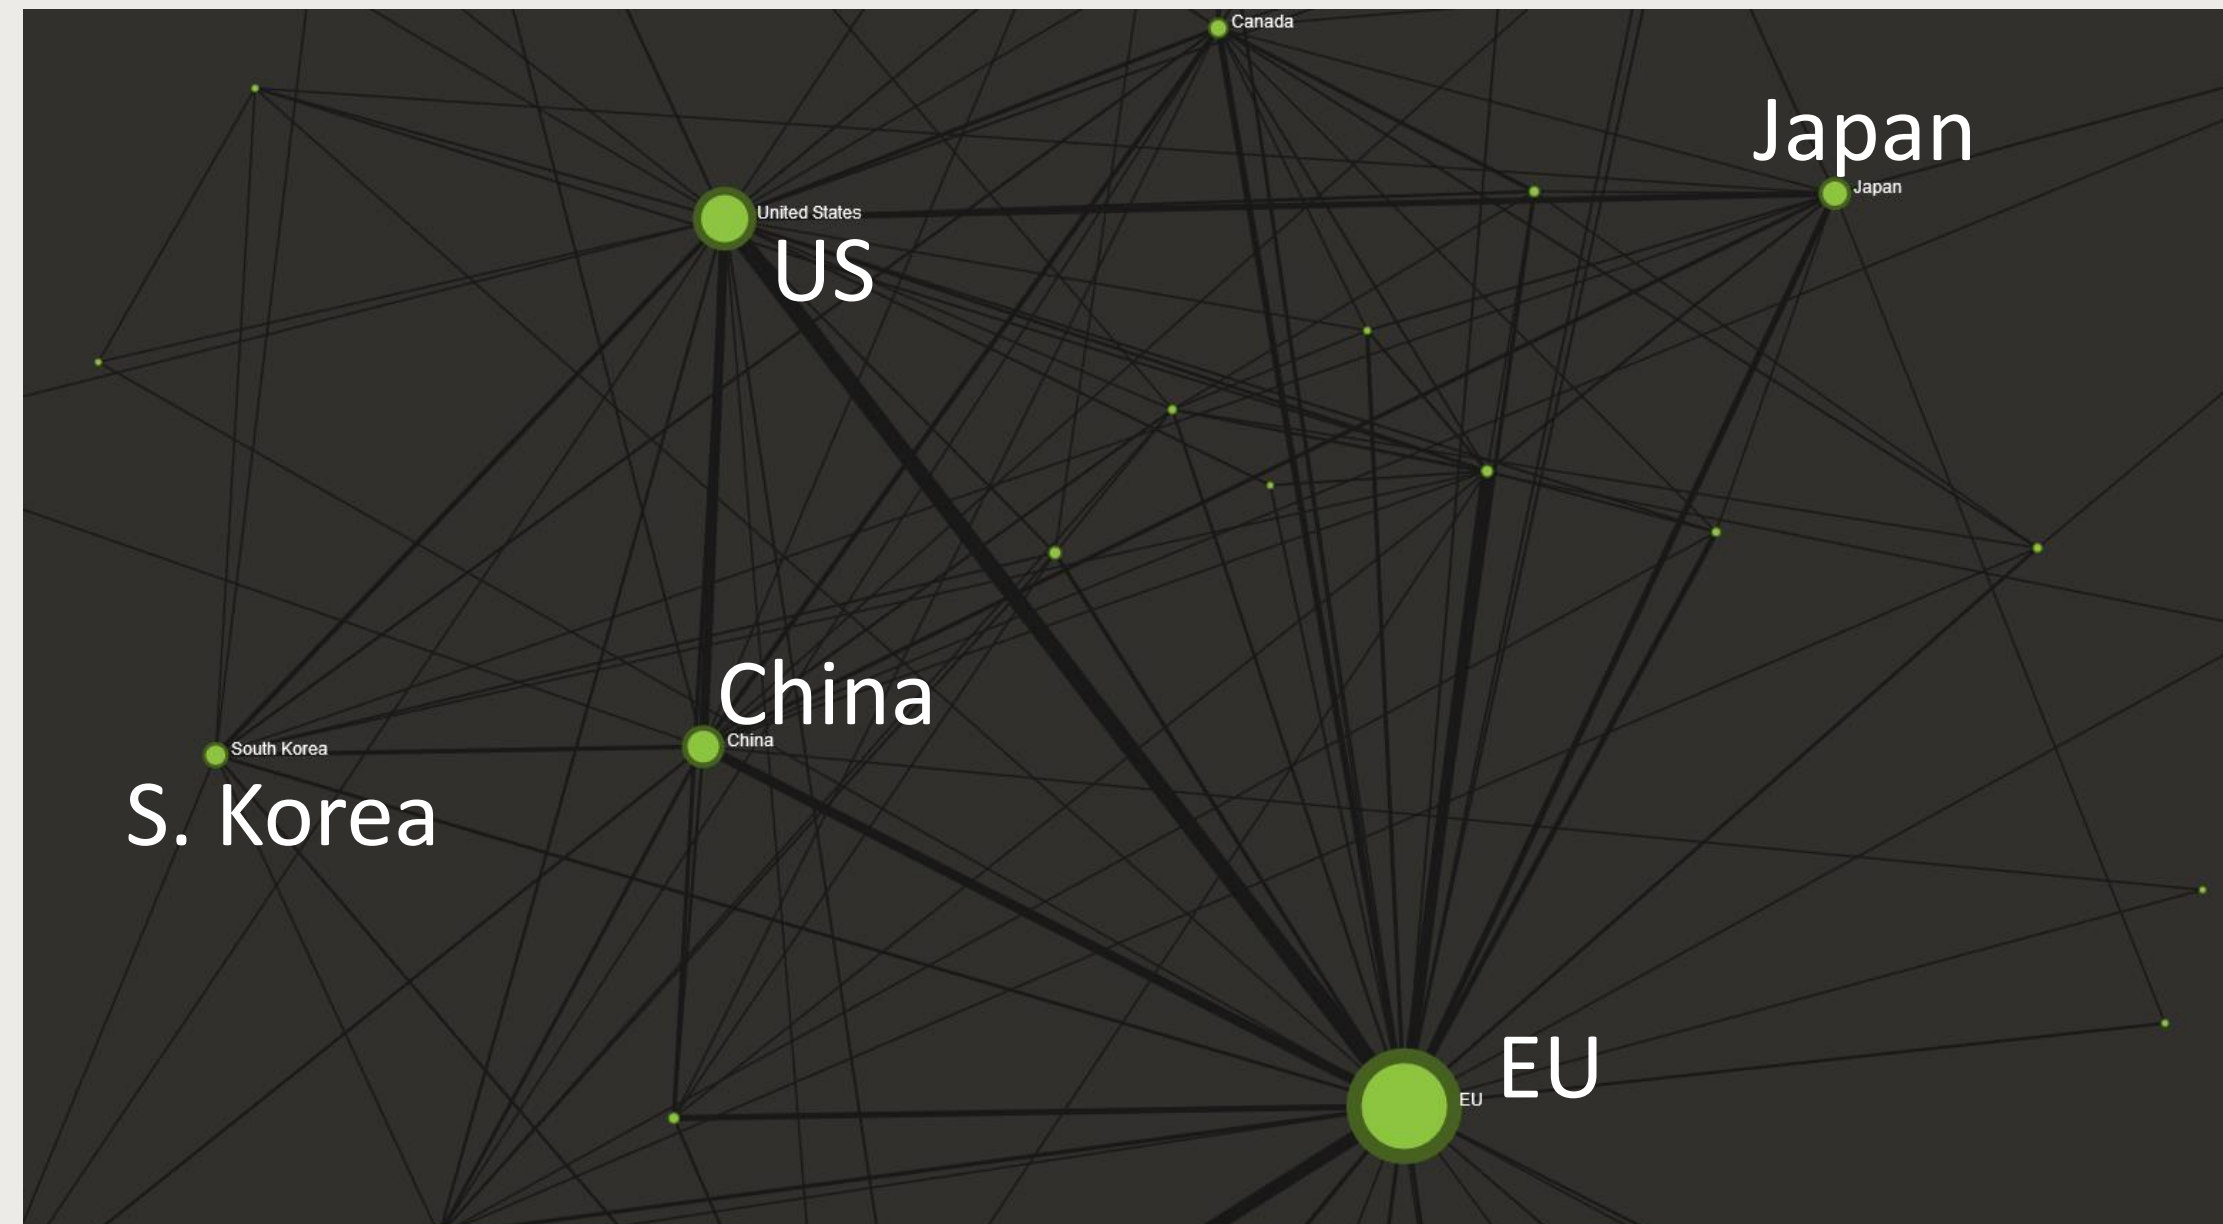 Canada
Japan
Japan
United States
US
China
China
South Korea
S. Korea
EU
EU